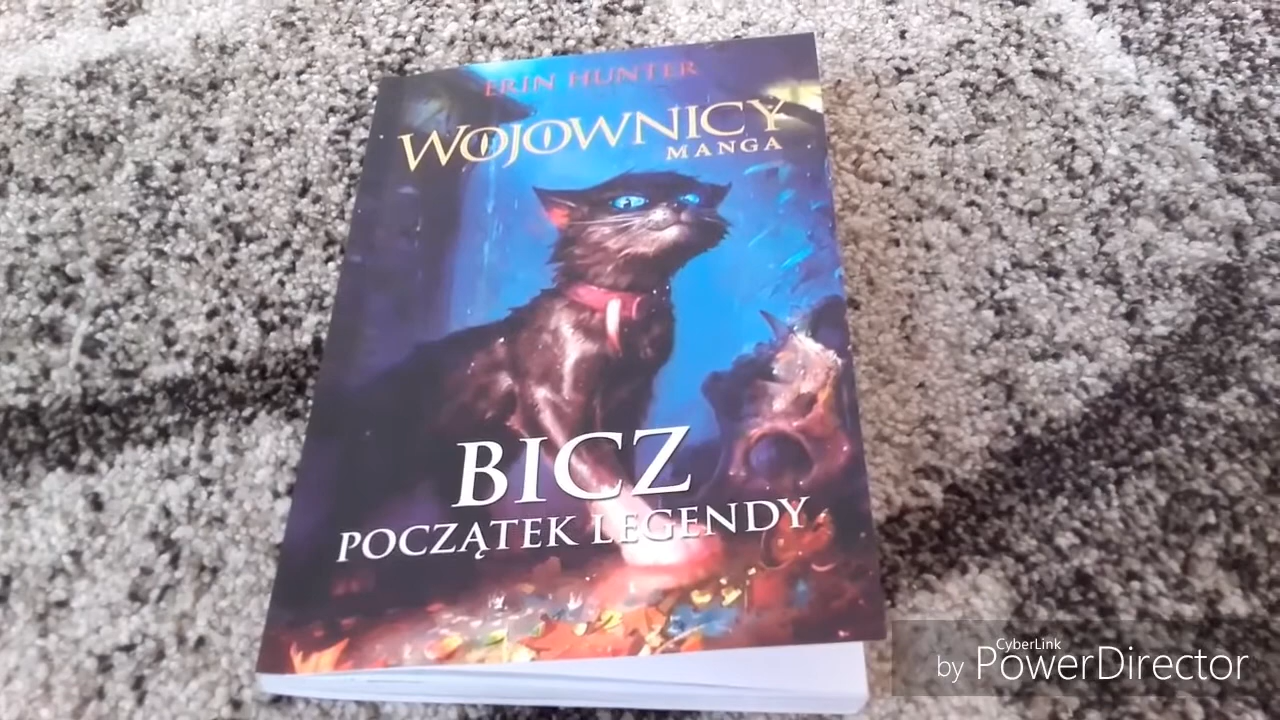 ERIN HUNTER
WOJOWNICY
MANGA
BICZ
POCZĄTEK LEGENDY
CyberLink
by PowerDirector